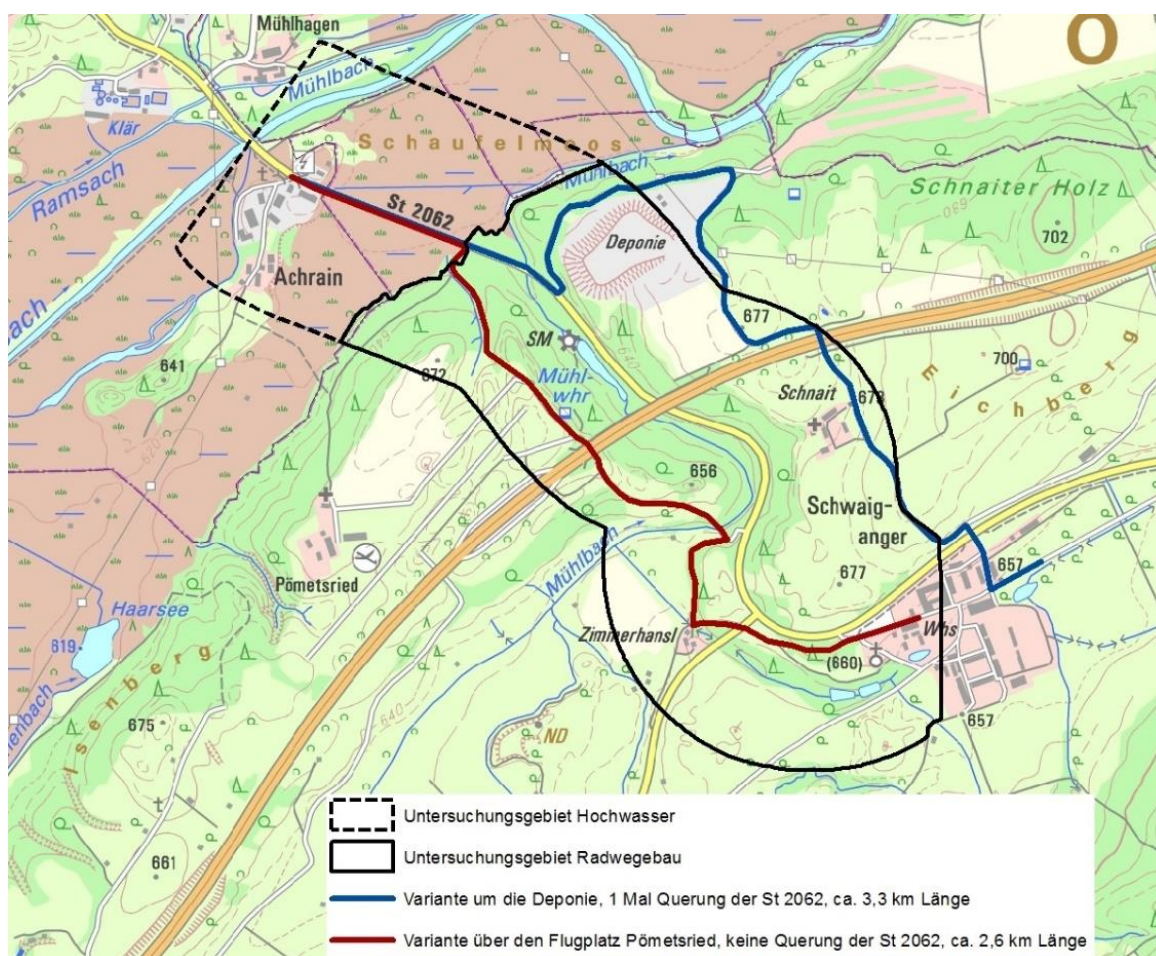 Mühlhagen
O
Mühlbach
Klär
Schaufelmoos
Ramsach
Mühlbach
St 2062
Schnaiter Holz
702
Deponie
Achrain
677
SM
641
672
700
Mühl-
whr
Schnait
Eichberg
656
Schwaig-
anger
Pömetsried
Mühlbach
677
657
Haarsee
619
Zimmerhansl
Whs
(660)
Isenberg
640
675
657
ND
661
Untersuchungsgebiet Hochwasser
Untersuchungsgebiet Radwegebau
Variante um die Deponie, 1 Mal Querung der St 2062, ca. 3,3 km Länge
Variante über den Flugplatz Pömetsried, keine Querung der St 2062, ca. 2,6 km Länge